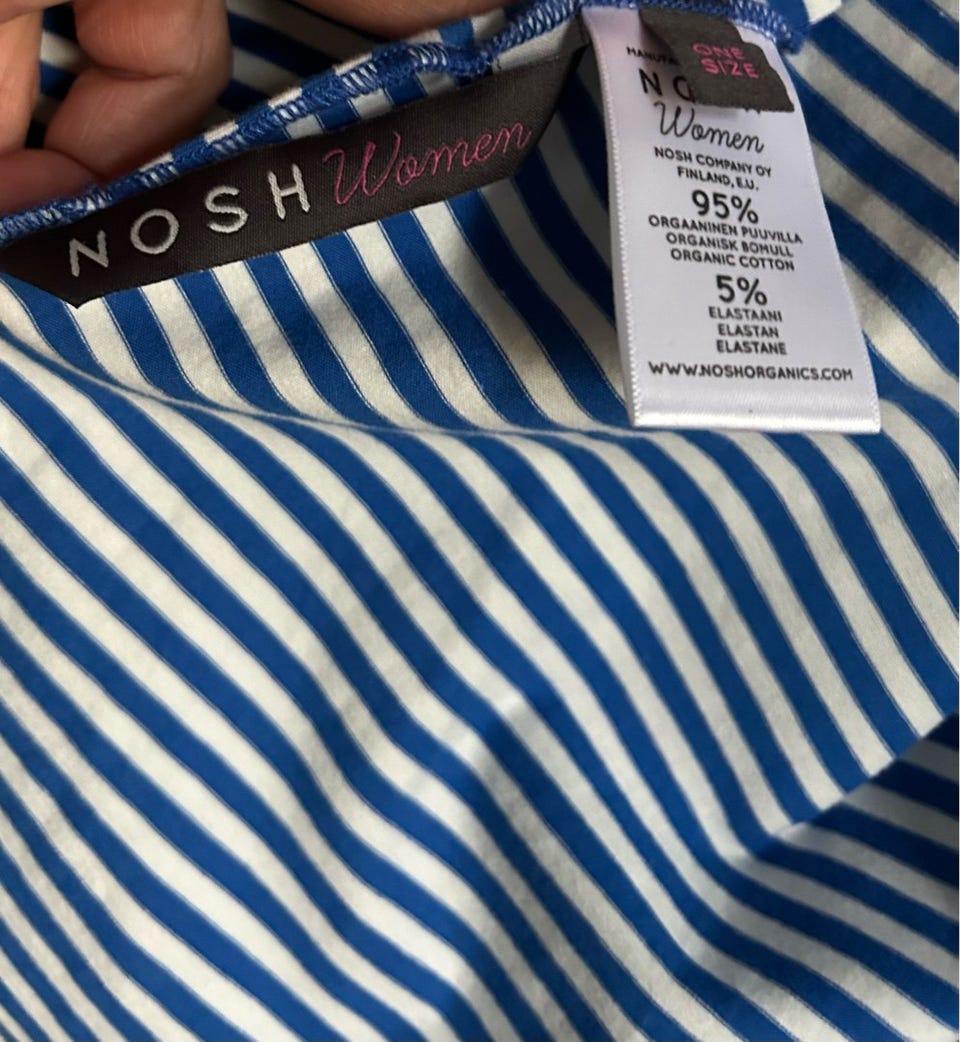 NOSH Women
ONE
SIZE
Women
NOSH COMPANY OY
FINLAND, E.U.
95%
ORGAANINEN PUUVILLA
ORGANISK BOMULL
ORGANIC COTTON
5%
ELASTAANI
ELASTAN
ELASTANE
WWW.NOSHORGANICS.COM